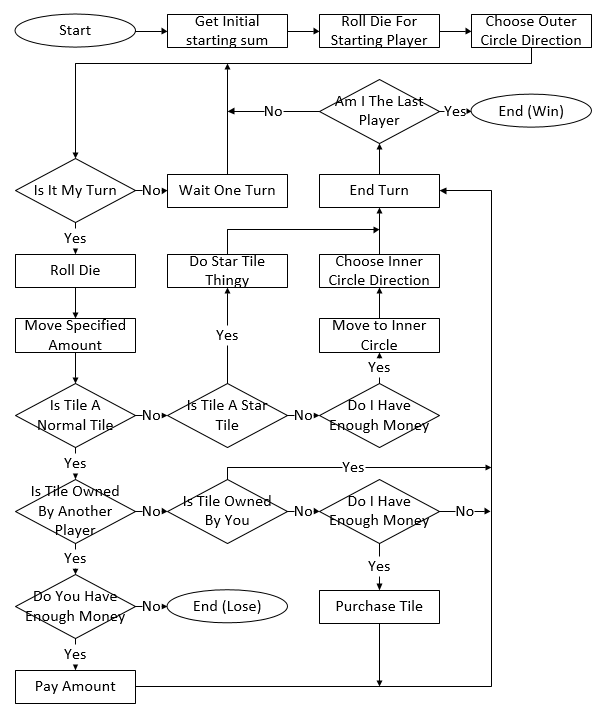 Start
Get Initial
starting sum
Roll Die For
Starting Player
Choose Outer
Circle Direction
No
Am I The Last
Player
Yes
End (Win)
Is It My Turn
No
Wait One Turn
End Turn
Yes
Roll Die
Do Star Tile
Thingy
Choose Inner
Circle Direction
Move Specified
Amount
Yes
Move to Inner
Circle
Yes
Is Tile A
Normal Tile
No
Is Tile A Star
Tile
No
Do I Have
Enough Money
Yes
Yes
Is Tile Owned
By Another
Player
No
Is Tile Owned
By You
No
Do I Have
Enough Money
No
Yes
Yes
Do You Have
Enough Money
No
End (Lose)
Purchase Tile
Yes
Pay Amount